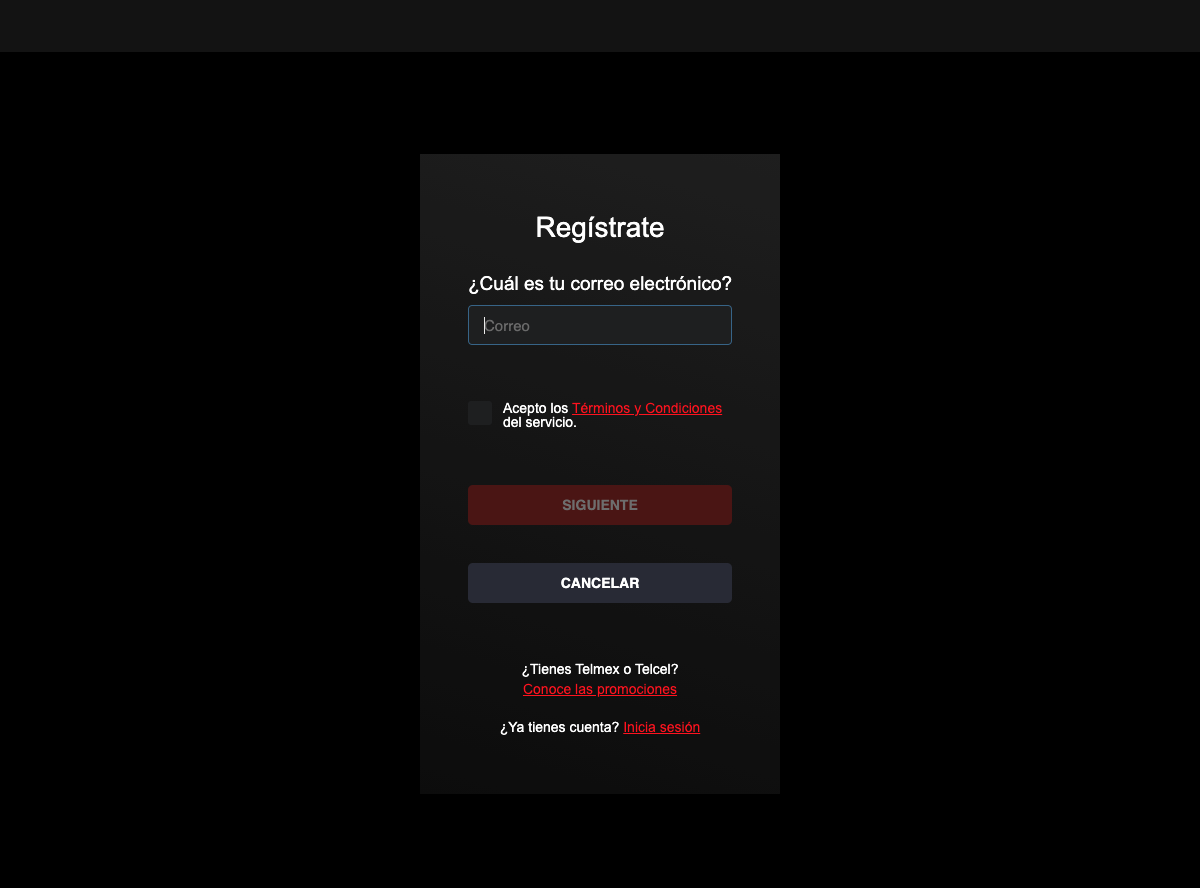 Regístrate
¿Cuál es tu correo electrónico?
Correo
Acepto los Términos y Condiciones
del servicio.
SIGUIENTE
CANCELAR
¿Tienes Telmex o Telcel?
Conoce las promociones
¿Ya tienes cuenta? Inicia sesión